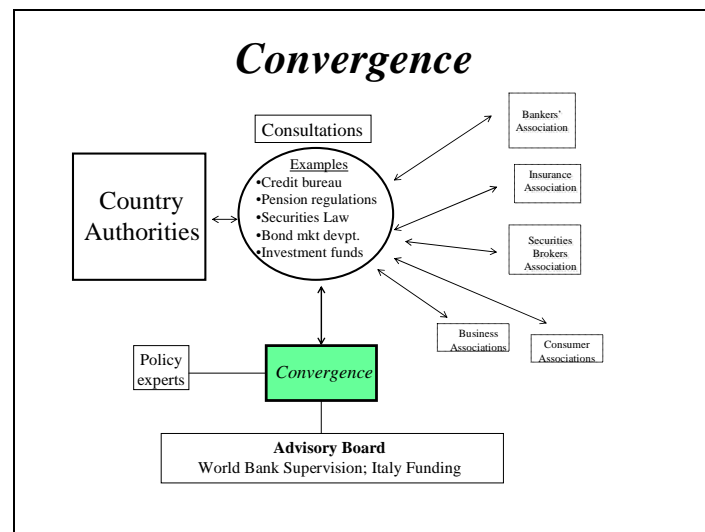 Convergence
Consultations
Examples
•Credit bureau
•Pension regulations
•Securities Law
•Bond mkt devpt.
•Investment funds
Country
Authorities
Bankers'
Association
Insurance
Association
Securities
Brokers
Association
Business
Associations
Consumer
Associations
Policy
experts
Convergence
Advisory Board
World Bank Supervision; Italy Funding